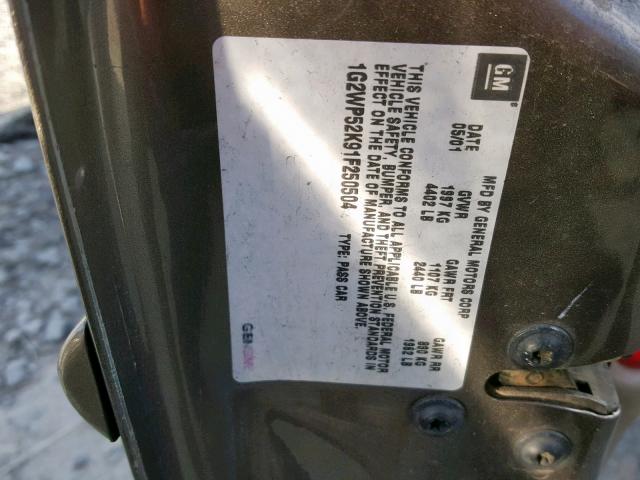 GM
MFD BY GENERAL MOTORS CORP
DATE GVWR GAWR FRT GAWR RR
05/01 1997 KG 1107 KG 890 KG
4402 LB 2440 LB 1962 LB
THIS VEHICLE CONFORMS TO ALL APPLICABLE U.S. FEDERAL MOTOR
VEHICLE SAFETY, BUMPER, AND THEFT PREVENTION STANDARDS IN
EFFECT ON THE DATE OF MANUFACTURE SHOWN ABOVE.
1G2WP52K91F250504 TYPE: PASS CAR